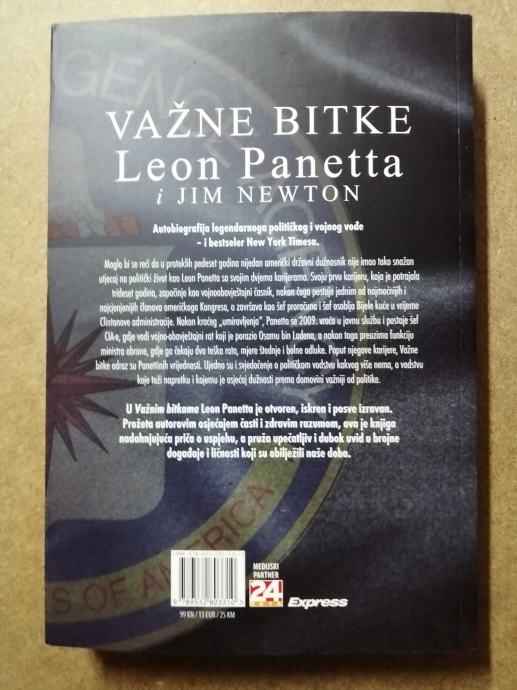 GENCY
VAŽNE BITKE
Leon Panetta
i JIM NEWTON
Autobiografija legendarnoga političkog i vojnog vođe
– i bestseler New York Timesa.
Moglo bi se reći da u proteklih pedeset godina nijedan američki državni dužnosnik nije imao tako snažan
utjecaj na politički život kao Leon Panetta sa svojim dvjema karijerama. Svoju prvu karijeru, koja je potrajala
trideset godina, započinje kao vojnoobavještajni časnik, nakon čega postaje jednim od najmoćnijih i
najcjenjenijih članova američkoga Kongresa, a završava kao šef proračuna i šef osoblja Bijele kuće u vrijeme
Clintonove administracije. Nakon kraćeg „umirovljenja”, Panetta se 2009. vraća u javnu službu i postaje šef
CIA-e, gdje vodi vojno-obavještajni rat koji je porazio Osamu bin Ladena, a nakon toga preuzima funkciju
ministra obrane, gdje ga čekaju dva teška rata, mjere štednje i bolne odluke. Poput njegove karijere, Važne
bitke odraz su Panettinih vrijednosti. Ujedno su i svjedočenje o političkom vodstvu kakvog više nema, o vodstvu
koje teži napretku i kojemu je osjećaj dužnosti prema domovini važniji od politike.
U Važnim bitkama Leon Panetta je otvoren, iskren i posve izravan.
Prožeta autorovim osjećajem časti i zdravim razumom, ova je knjiga
nadahnjujuća priča o uspjehu, a pruža upečatljiv i dubok uvid u brojne
događaje i ličnosti koji su obilježili naše doba.
S OF AMERICA
MEDIJSKI
PARTNER
24
Express
9 789532 803310 >
99 KN / 13 EUR / 25 KM